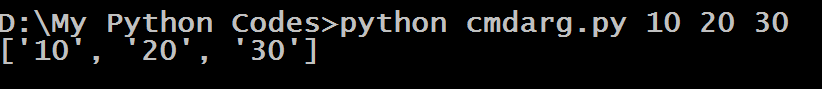 D:\My Python Codes>python cmdarg.py 10 20 30
['10', '20', '30']